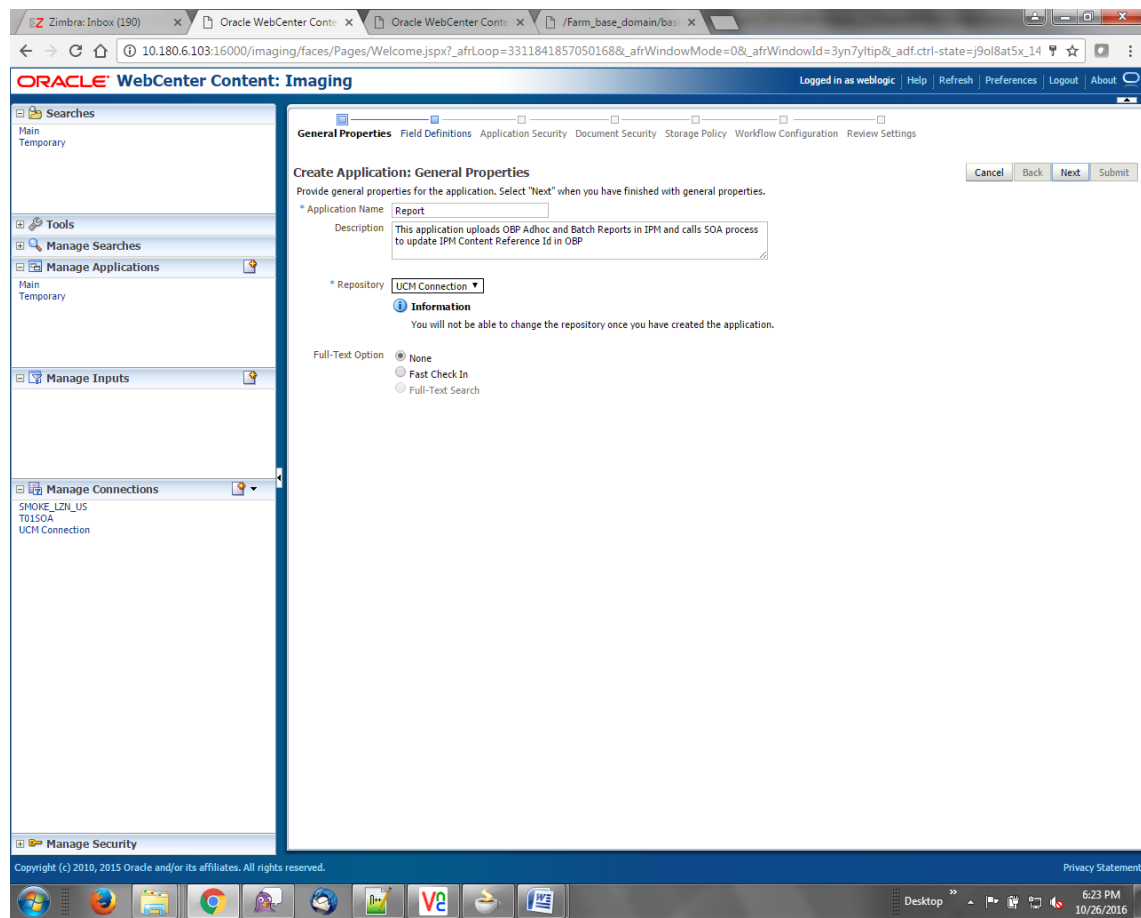 Zimbra: Inbox (190)
Oracle WebCenter Conte
Oracle WebCenter Conte
/Farm_base_domain/bas
10.180.6.103:16000/imaging/faces/Pages/Welcome.jspx?_afrLoop=3311841857050168&_afrWindowMode=0&_afrWindowId=3yn7yltip&_adf.ctrl-state=j9ol8at5x_14
ORACLE WebCenter Content: Imaging
Logged in as weblogic | Help | Refresh | Preferences | Logout | About
Searches
Main
Temporary
Tools
Manage Searches
Manage Applications
Main
Temporary
Manage Inputs
Manage Connections
SMOKE_LZN_US
T01SOA
UCM Connection
Manage Security
General Properties Field Definitions Application Security Document Security Storage Policy Workflow Configuration Review Settings
Create Application: General Properties
Cancel Back Next Submit
Provide general properties for the application. Select "Next" when you have finished with general properties.
* Application Name Report
Description This application uploads OBP Adhoc and Batch Reports in IPM and calls SOA process
to update IPM Content Reference Id in OBP
* Repository UCM Connection
Information
You will not be able to change the repository once you have created the application.
Full-Text Option None
Fast Check In
Full-Text Search
Copyright (c) 2010, 2015 Oracle and/or its affiliates. All rights reserved.
Privacy Statement
Desktop
6:23 PM
10/26/2016